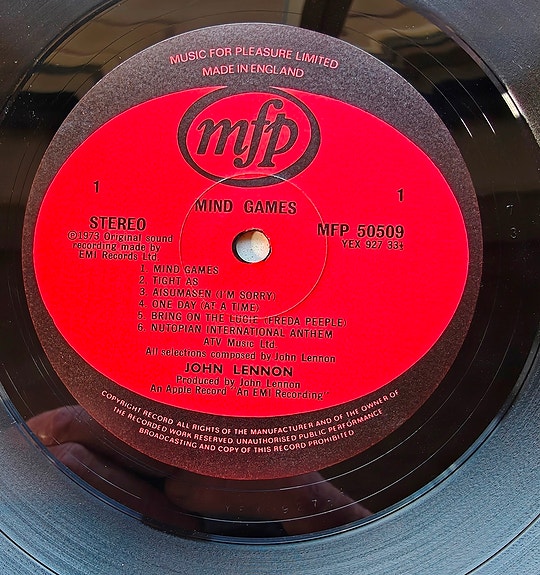 MUSIC FOR PLEASURE LIMITED
MADE IN ENGLAND
mfp
1
1
MIND GAMES
STEREO
℗1973 Original sound
recording made by
EMI Records Ltd.
MFP 50509
YEX 927 33⅓
1. MIND GAMES
2. TIGHT AS
3. AISUMASEN (I'M SORRY)
4. ONE DAY (AT A TIME)
5. BRING ON THE LUCIE (FREDA PEEPLE)
6. NUTOPIAN INTERNATIONAL ANTHEM
ATV Music Ltd.
All selections composed by John Lennon
JOHN LENNON
Produced by John Lennon
An Apple Record "An EMI Recording"
COPYRIGHT RECORD ALL RIGHTS OF THE MANUFACTURER AND OF THE OWNER OF
THE RECORDED WORK RESERVED. UNAUTHORISED PUBLIC PERFORMANCE
BROADCASTING AND COPY OF THIS RECORD PROHIBITED